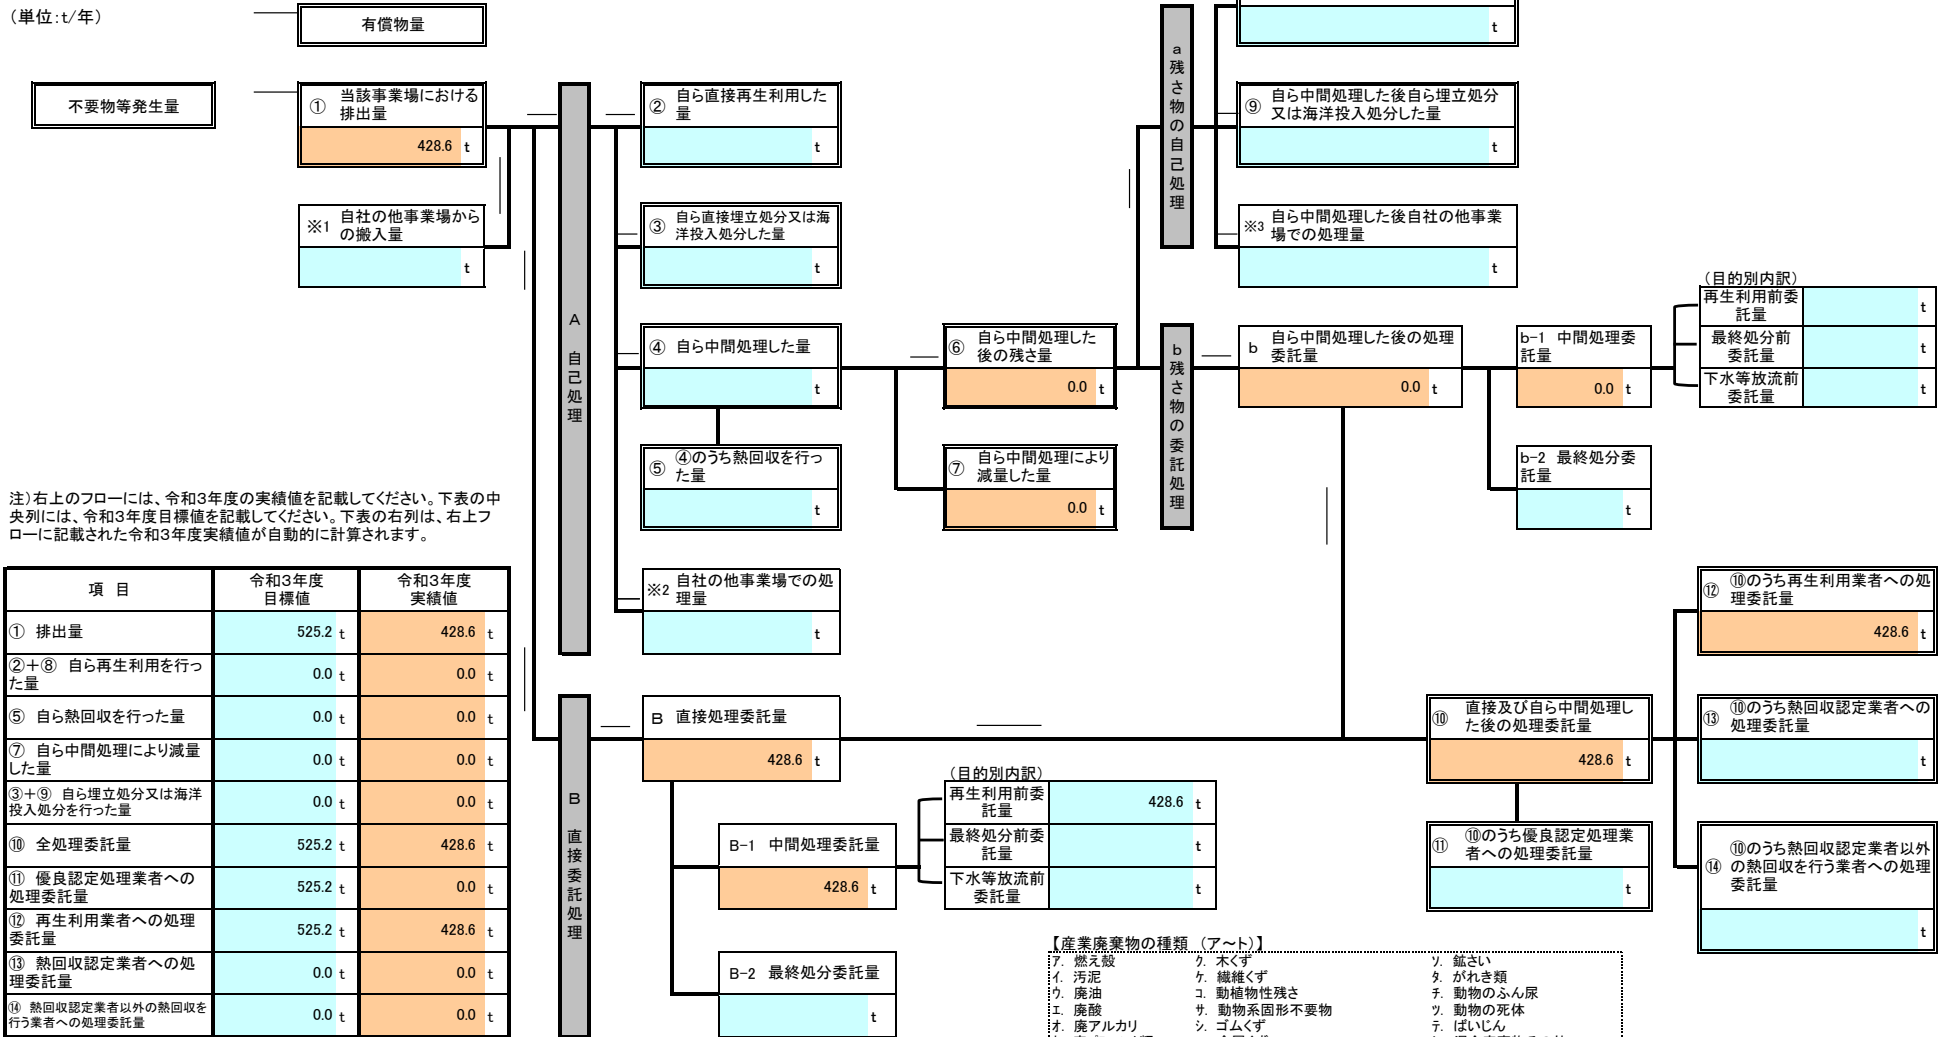 (単位:t/年)
有償物量
t
不要物等発生量
① 当該事業場における
排出量
428.6 t
※1 自社の他事業場から
の搬入量
t
A 自己処理
② 自ら直接再生利用した
量
t
③ 自ら直接埋立処分又は海
洋投入処分した量
t
④ 自ら中間処理した量
t
⑤ ④のうち熱回収を行っ
た量
t
※2 自社の他事業場での処
理量
t
⑥ 自ら中間処理した
後の残さ量
0.0 t
⑦ 自ら中間処理により
減量した量
0.0 t
a 残さ物の自己処理
⑨ 自ら中間処理した後自ら埋立処分
又は海洋投入処分した量
t
※3 自ら中間処理した後自社の他事業
場での処理量
t
b 残さ物の委託処理
b 自ら中間処理した後の処理
委託量
0.0 t
b-1 中間処理委
託量
0.0 t
b-2 最終処分委
託量
t
(目的別内訳)
再生利用前委
託量
t
最終処分前
委託量
t
下水等放流前
委託量
t
注)右上のフローには、令和3年度の実績値を記載してください。下表の中
央列には、令和3年度目標値を記載してください。下表の右列は、右上フ
ローに記載された令和3年度実績値が自動的に計算されます。
項 目 令和3年度
目標値 令和3年度
実績値
① 排出量 525.2 t 428.6 t
②+⑧ 自ら再生利用を行っ
た量 0.0 t 0.0 t
⑤ 自ら熱回収を行った量 0.0 t 0.0 t
⑦ 自ら中間処理により減量
した量 0.0 t 0.0 t
③+⑨ 自ら埋立処分又は海洋
投入処分を行った量 0.0 t 0.0 t
⑩ 全処理委託量 525.2 t 428.6 t
⑪ 優良認定処理業者への
処理委託量 525.2 t 0.0 t
⑫ 再生利用業者への処理
委託量 525.2 t 428.6 t
⑬ 熱回収認定業者への処
理委託量 0.0 t 0.0 t
⑭ 熱回収認定業者以外の熱回収を
行う業者への処理委託量 0.0 t 0.0 t
B 直接委託処理
B 直接処理委託量
428.6 t
B-1 中間処理委託量
428.6 t
B-2 最終処分委託量
t
(目的別内訳)
再生利用前委
託量
428.6 t
最終処分前委
託量
t
下水等放流前
委託量
t
⑩ 直接及び自ら中間処理し
た後の処理委託量
428.6 t
⑪ ⑩のうち優良認定処理業
者への処理委託量
t
⑫ ⑩のうち再生利用業者への処
理委託量
428.6 t
⑬ ⑩のうち熱回収認定業者への
処理委託量
t
⑭ ⑩のうち熱回収認定業者以外
の熱回収を行う業者への処理
委託量
t
【産業廃棄物の種類 (ア~ト)】
ア. 燃え殻 ク. 木くず ソ. 鉱さい
イ. 汚泥 ケ. 繊維くず タ. がれき類
ウ. 廃油 コ. 動植物性残さ チ. 動物のふん尿
エ. 廃酸 サ. 動物系固形不要物 ツ. 動物の死体
オ. 廃アルカリ シ. ゴムくず テ. ばいじん